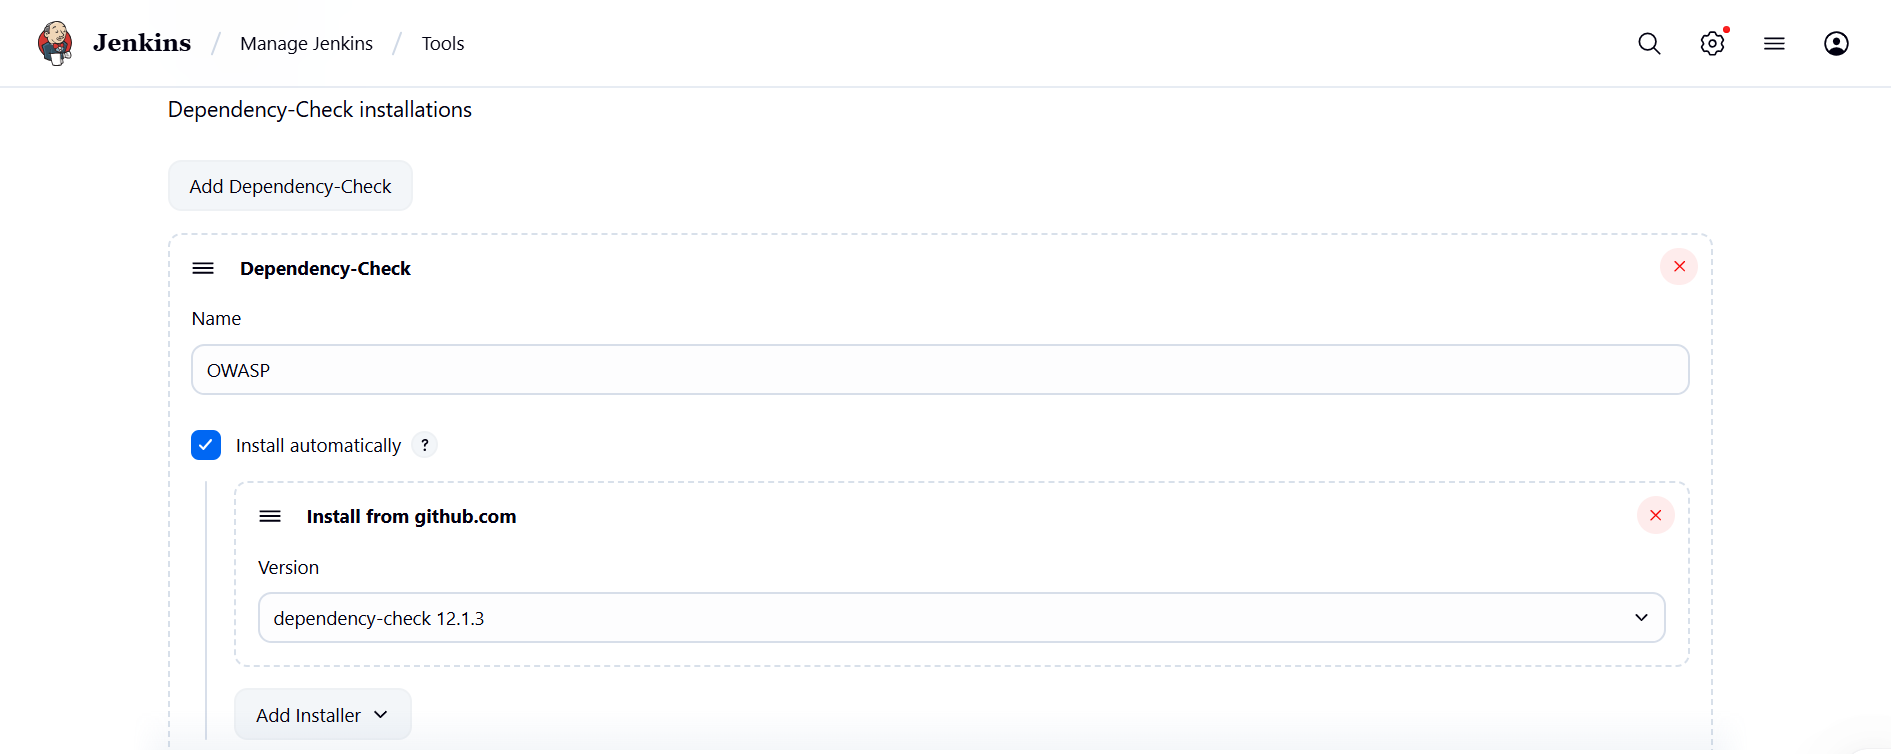 Jenkins / Manage Jenkins / Tools
Dependency-Check installations
Add Dependency-Check
Dependency-Check
Name
OWASP
Install automatically ?
Install from github.com
Version
dependency-check 12.1.3
Add Installer